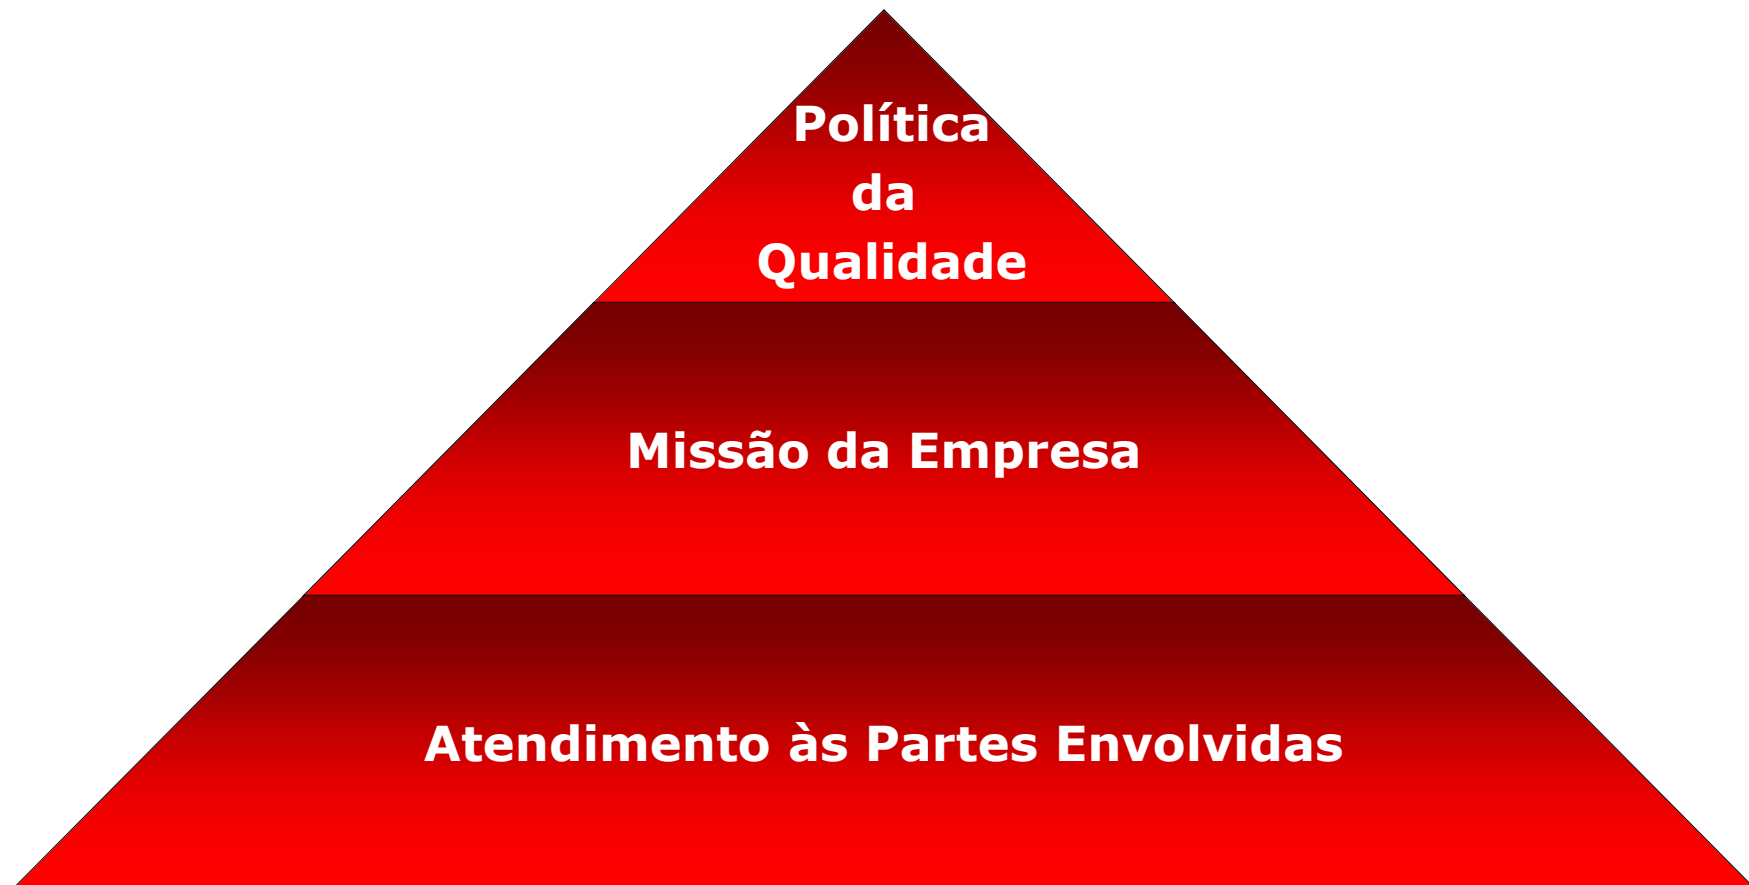 Política
da
Qualidade
Missão da Empresa
Atendimento às Partes Envolvidas